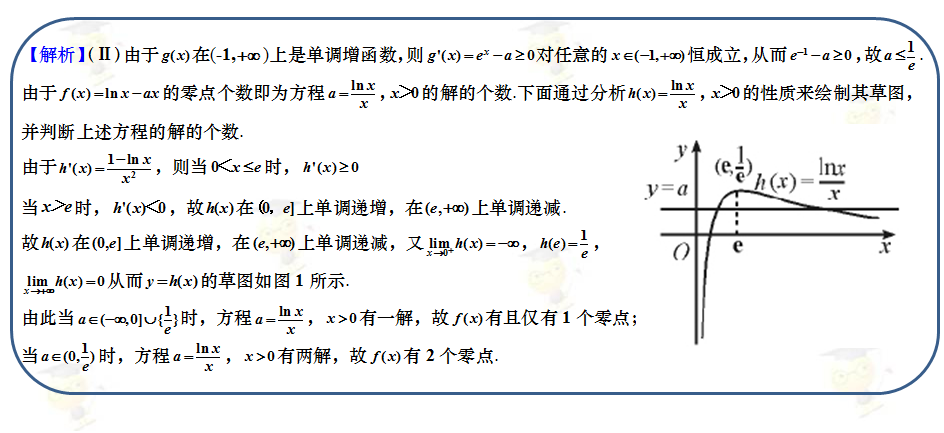 【解析】(Ⅱ)由于g(x)在(-1,+∞)上是单调增函数,则g'(x)=eˣ-a≥0对任意的x∈(-1,+∞)恒成立,从而e⁻¹-a≥0,故a≤1/e.
由于f(x)=ln x-ax的零点个数即为方程a=ln x/x,x>0的解的个数.下面通过分析h(x)=ln x/x,x>0的性质来绘制其草图,
并判断上述方程的解的个数.
由于h'(x)=1-ln x/x²,则当0<x≤e时,h'(x)≥0
当x>e时,h'(x)<0,故h(x)在(0,e]上单调递增,在(e,+∞)上单调递减.
故h(x)在(0,e]上单调递增,在(e,+∞)上单调递减,又lim x→0⁺ h(x)=-∞,h(e)=1/e,
lim x→+∞ h(x)=0从而y=h(x)的草图如图1所示.
由此当a∈(-∞,0]∪{1/e}时,方程a=ln x/x,x>0有一解,故f(x)有且仅有1个零点;
当a∈(0,1/e)时,方程a=ln x/x,x>0有两解,故f(x)有2个零点.
y
(e,1/e)
h(x)=lnx/x
y=a
O
e
x